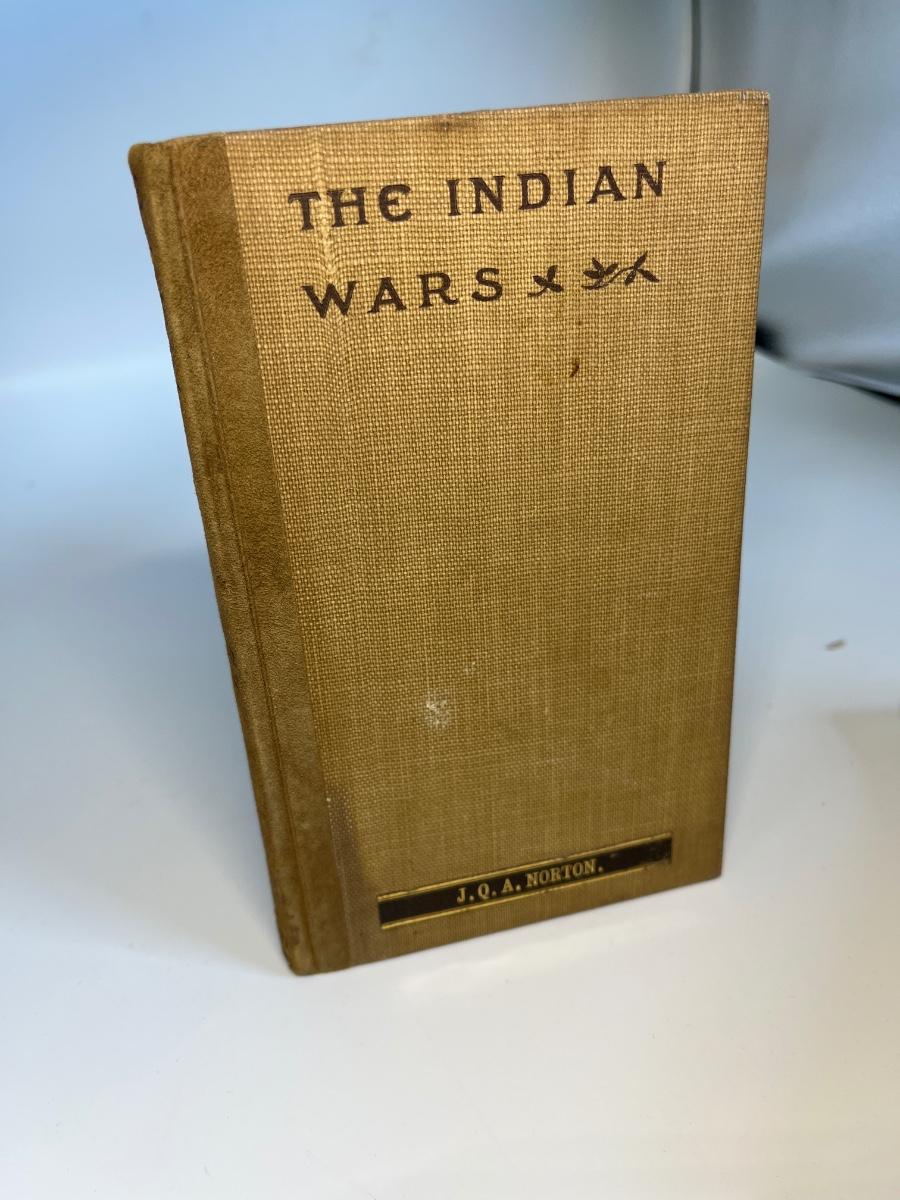 THE INDIAN
WARS
J. Q. A. NORTON.